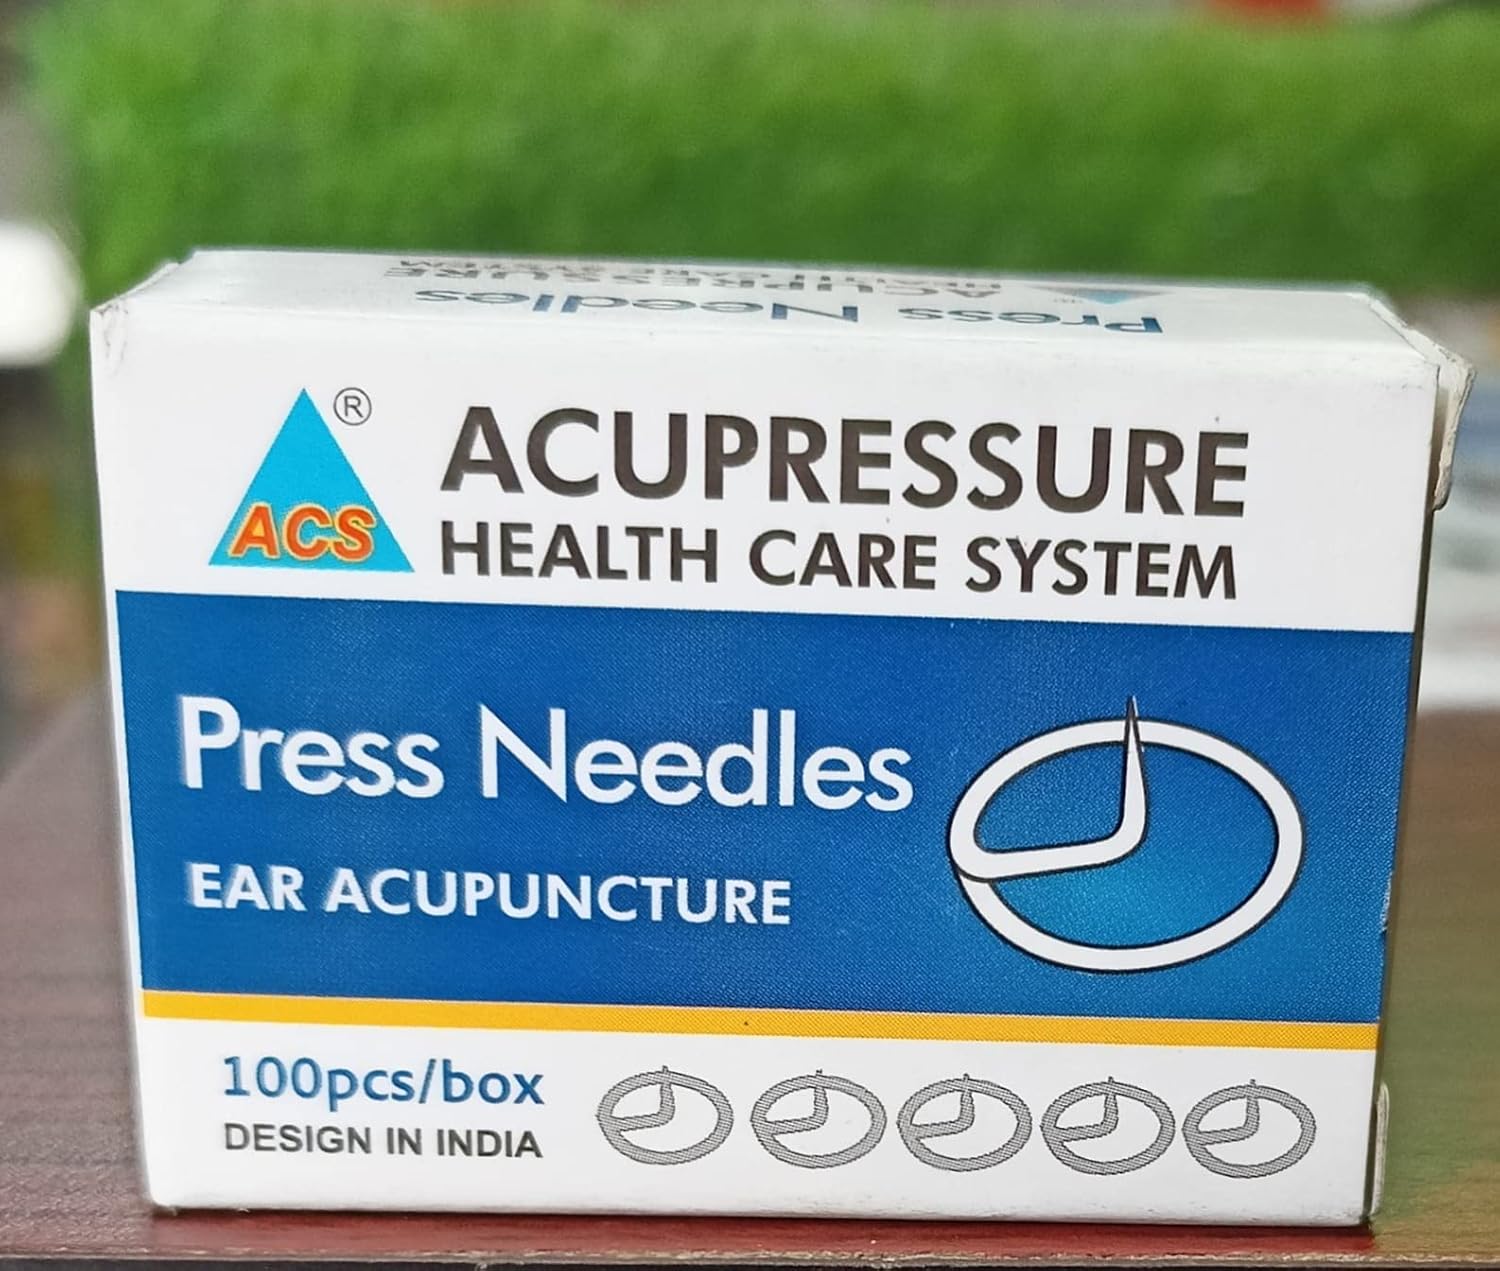 Press Needles
ACUPRESSURE
HEALTH CARE SYSTEM
®
ACS
ACUPRESSURE
HEALTH CARE SYSTEM
Press Needles
EAR ACUPUNCTURE
100pcs/box
DESIGN IN INDIA